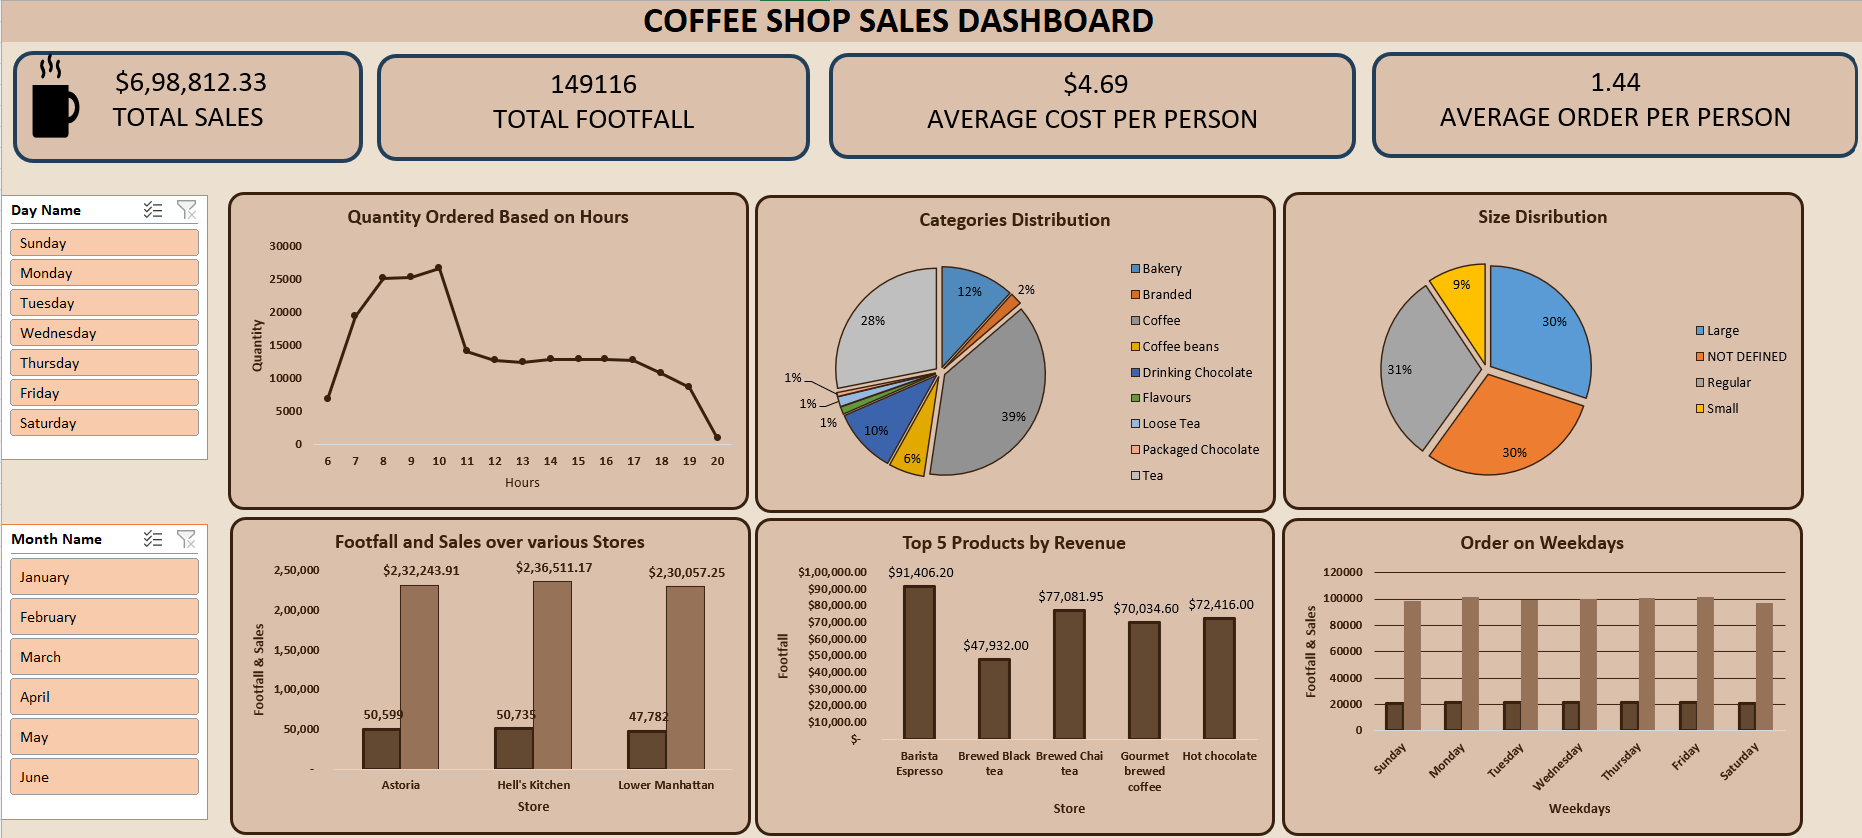 COFFEE SHOP SALES DASHBOARD
$6,98,812.33
TOTAL SALES
149116
TOTAL FOOTFALL
$4.69
AVERAGE COST PER PERSON
1.44
AVERAGE ORDER PER PERSON
Day Name
Sunday
Monday
Tuesday
Wednesday
Thursday
Friday
Saturday
Month Name
January
February
March
April
May
June
Quantity Ordered Based on Hours
Quantity
30000
25000
20000
15000
10000
5000
0
6 7 8 9 10 11 12 13 14 15 16 17 18 19 20
Hours
Categories Distribution
12%
2%
39%
6%
10%
1%
1%
1%
28%
Bakery
Branded
Coffee
Coffee beans
Drinking Chocolate
Flavours
Loose Tea
Packaged Chocolate
Tea
Size Disribution
30%
30%
31%
9%
Large
NOT DEFINED
Regular
Small
Footfall and Sales over various Stores
Footfall & Sales
2,50,000
2,00,000
1,50,000
1,00,000
50,000
-
$2,32,243.91
$2,36,511.17
$2,30,057.25
50,599
50,735
47,782
Astoria
Hell's Kitchen
Lower Manhattan
Store
Top 5 Products by Revenue
Footfall
$1,00,000.00
$90,000.00
$80,000.00
$70,000.00
$60,000.00
$50,000.00
$40,000.00
$30,000.00
$20,000.00
$10,000.00
$-
$91,406.20
$47,932.00
$77,081.95
$70,034.60
$72,416.00
Barista
Espresso
Brewed Black
tea
Brewed Chai
tea
Gourmet
brewed
coffee
Hot chocolate
Store
Order on Weekdays
Footfall & Sales
120000
100000
80000
60000
40000
20000
0
Sunday
Monday
Tuesday
Wednesday
Thursday
Friday
Saturday
Weekdays